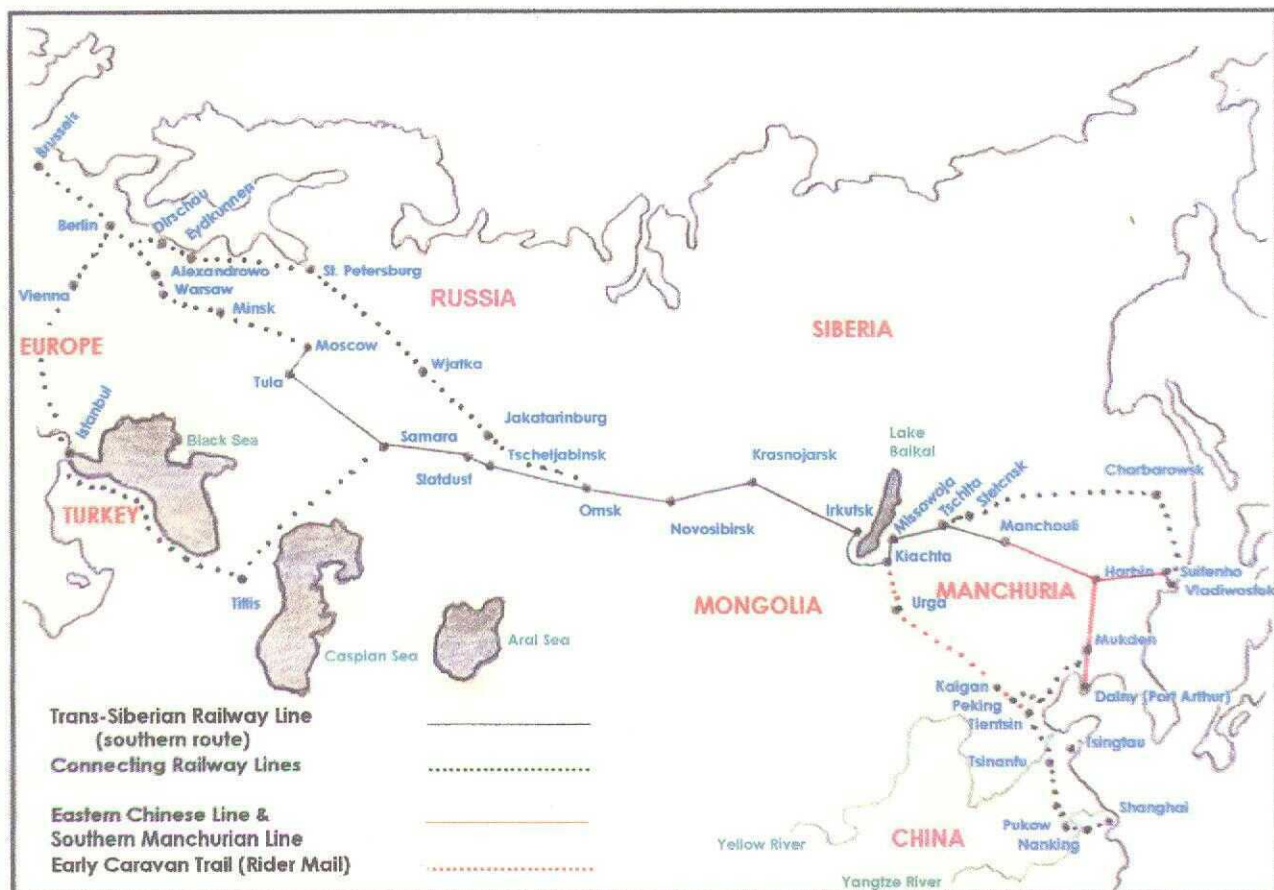 Brussels
Berlin
Dirschau
Eydkunnen
Alexandrowo
Warsaw
St. Petersburg
Vienna
Minsk
RUSSIA
SIBERIA
EUROPE
Moscow
Tula
Wjatka
Istanbul
Black Sea
Jakatarinburg
Samara
Tscheljabinsk
Slatdust
Omsk
Novosibirsk
Krasnojarsk
Lake
Baikal
Irkutsk
Missowaja
Tschita
Stetensk
Charbarowsk
Manchouli
Kiachta
TURKEY
Tiflis
MONGOLIA
Urga
MANCHURIA
Harbin
Suifenho
Vladiwostok
Caspian Sea
Aral Sea
Mukden
Kalgan
Peking
Tientsin
Dalny (Port Arthur)
Tsingtau
Tsinanfu
Shanghai
Pukow
Nanking
CHINA
Yellow River
Yangtze River
Trans-Siberian Railway Line
(southern route)
Connecting Railway Lines
Eastern Chinese Line &
Southern Manchurian Line
Early Caravan Trail (Rider Mail)